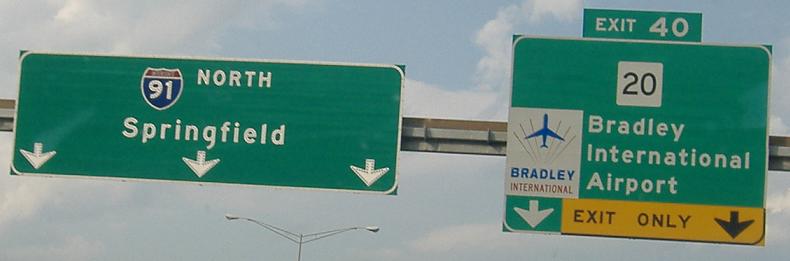 91 NORTH
Springfield
EXIT 40
20
Bradley
International
Airport
BRADLEY
INTERNATIONAL
EXIT ONLY